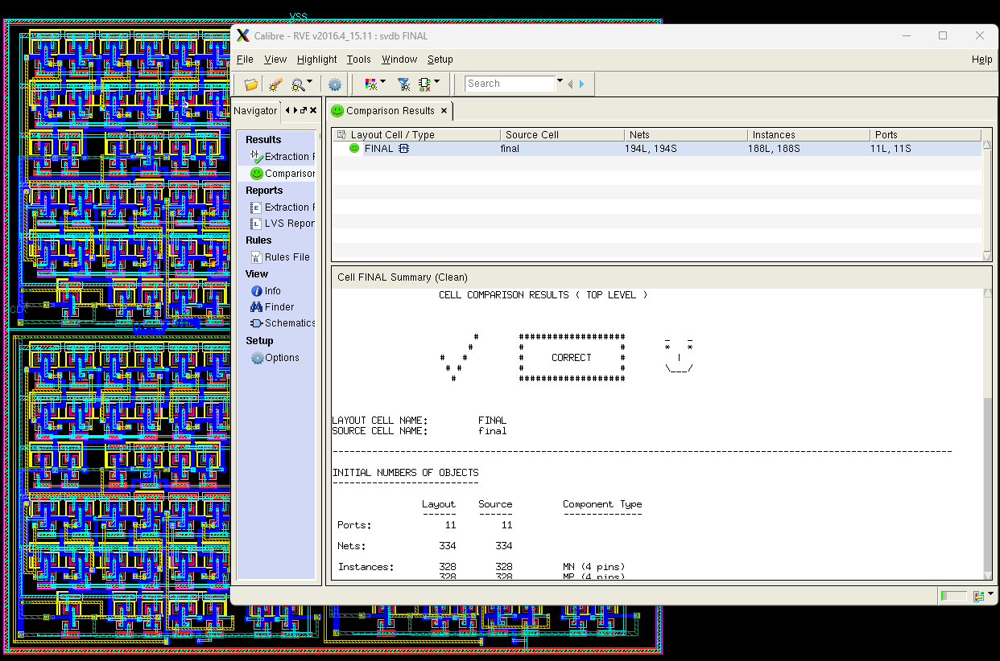 VSS
Calibre - RVE v2016.4_15.11 : svdb FINAL
File View Highlight Tools Window Setup Help
Search
Navigator
Comparison Results
Results
Extraction
Comparison
Reports
Extraction
LVS Repor
Rules
Rules File
View
Info
Finder
Schematics
Setup
Options
Layout Cell / Type Source Cell Nets Instances Ports
FINAL final 194L, 194S 188L, 188S 11L, 11S
Cell FINAL Summary (Clean)
CELL COMPARISON RESULTS ( TOP LEVEL )
CORRECT
LAYOUT CELL NAME: FINAL
SOURCE CELL NAME: final
INITIAL NUMBERS OF OBJECTS
Layout Source Component Type
Ports: 11 11
Nets: 334 334
Instances: 328 328 MN (4 pins)
328 328 MP (4 pins)
CLK